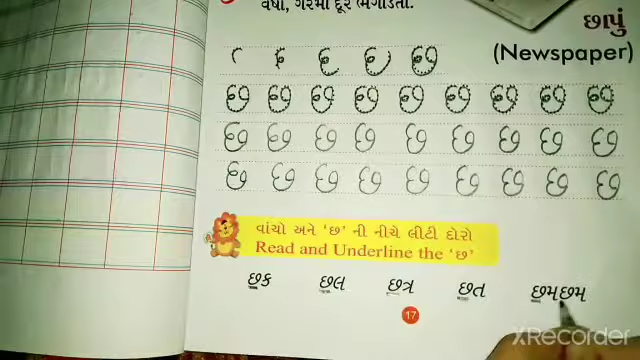 વર્ષા, ગરમી દૂર ભગાડતી.
છાપું
(Newspaper)
છ
છ છ છ છ છ છ છ છ છ
છ છ છ છ છ છ છ છ છ
છ છ છ છ છ છ છ છ છ
વાંચો અને ‘છ’ ની નીચે લીટી દોરો
Read and Underline the ‘છ’
છક છલ છત્ર છત છમછમ
17
XRecorder